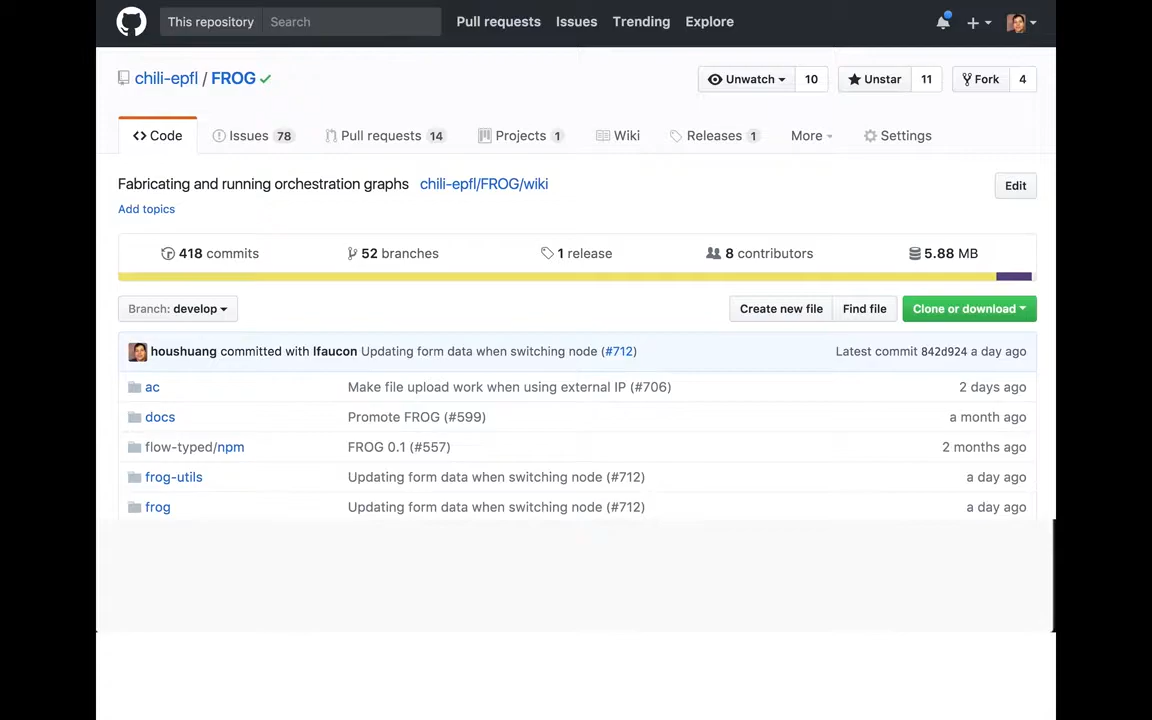 This repository Search Pull requests Issues Trending Explore
chili-epfl / FROG Unwatch 10 Unstar 11 Fork 4
Code Issues 78 Pull requests 14 Projects 1 Wiki Releases 1 More Settings
Fabricating and running orchestration graphs chili-epfl/FROG/wiki Edit
Add topics
418 commits 52 branches 1 release 8 contributors 5.88 MB
Branch: develop Create new file Find file Clone or download
houshuang committed with lfaucon Updating form data when switching node (#712) Latest commit 842d924 a day ago
ac Make file upload work when using external IP (#706) 2 days ago
docs Promote FROG (#599) a month ago
flow-typed/npm FROG 0.1 (#557) 2 months ago
frog-utils Updating form data when switching node (#712) a day ago
frog Updating form data when switching node (#712) a day ago